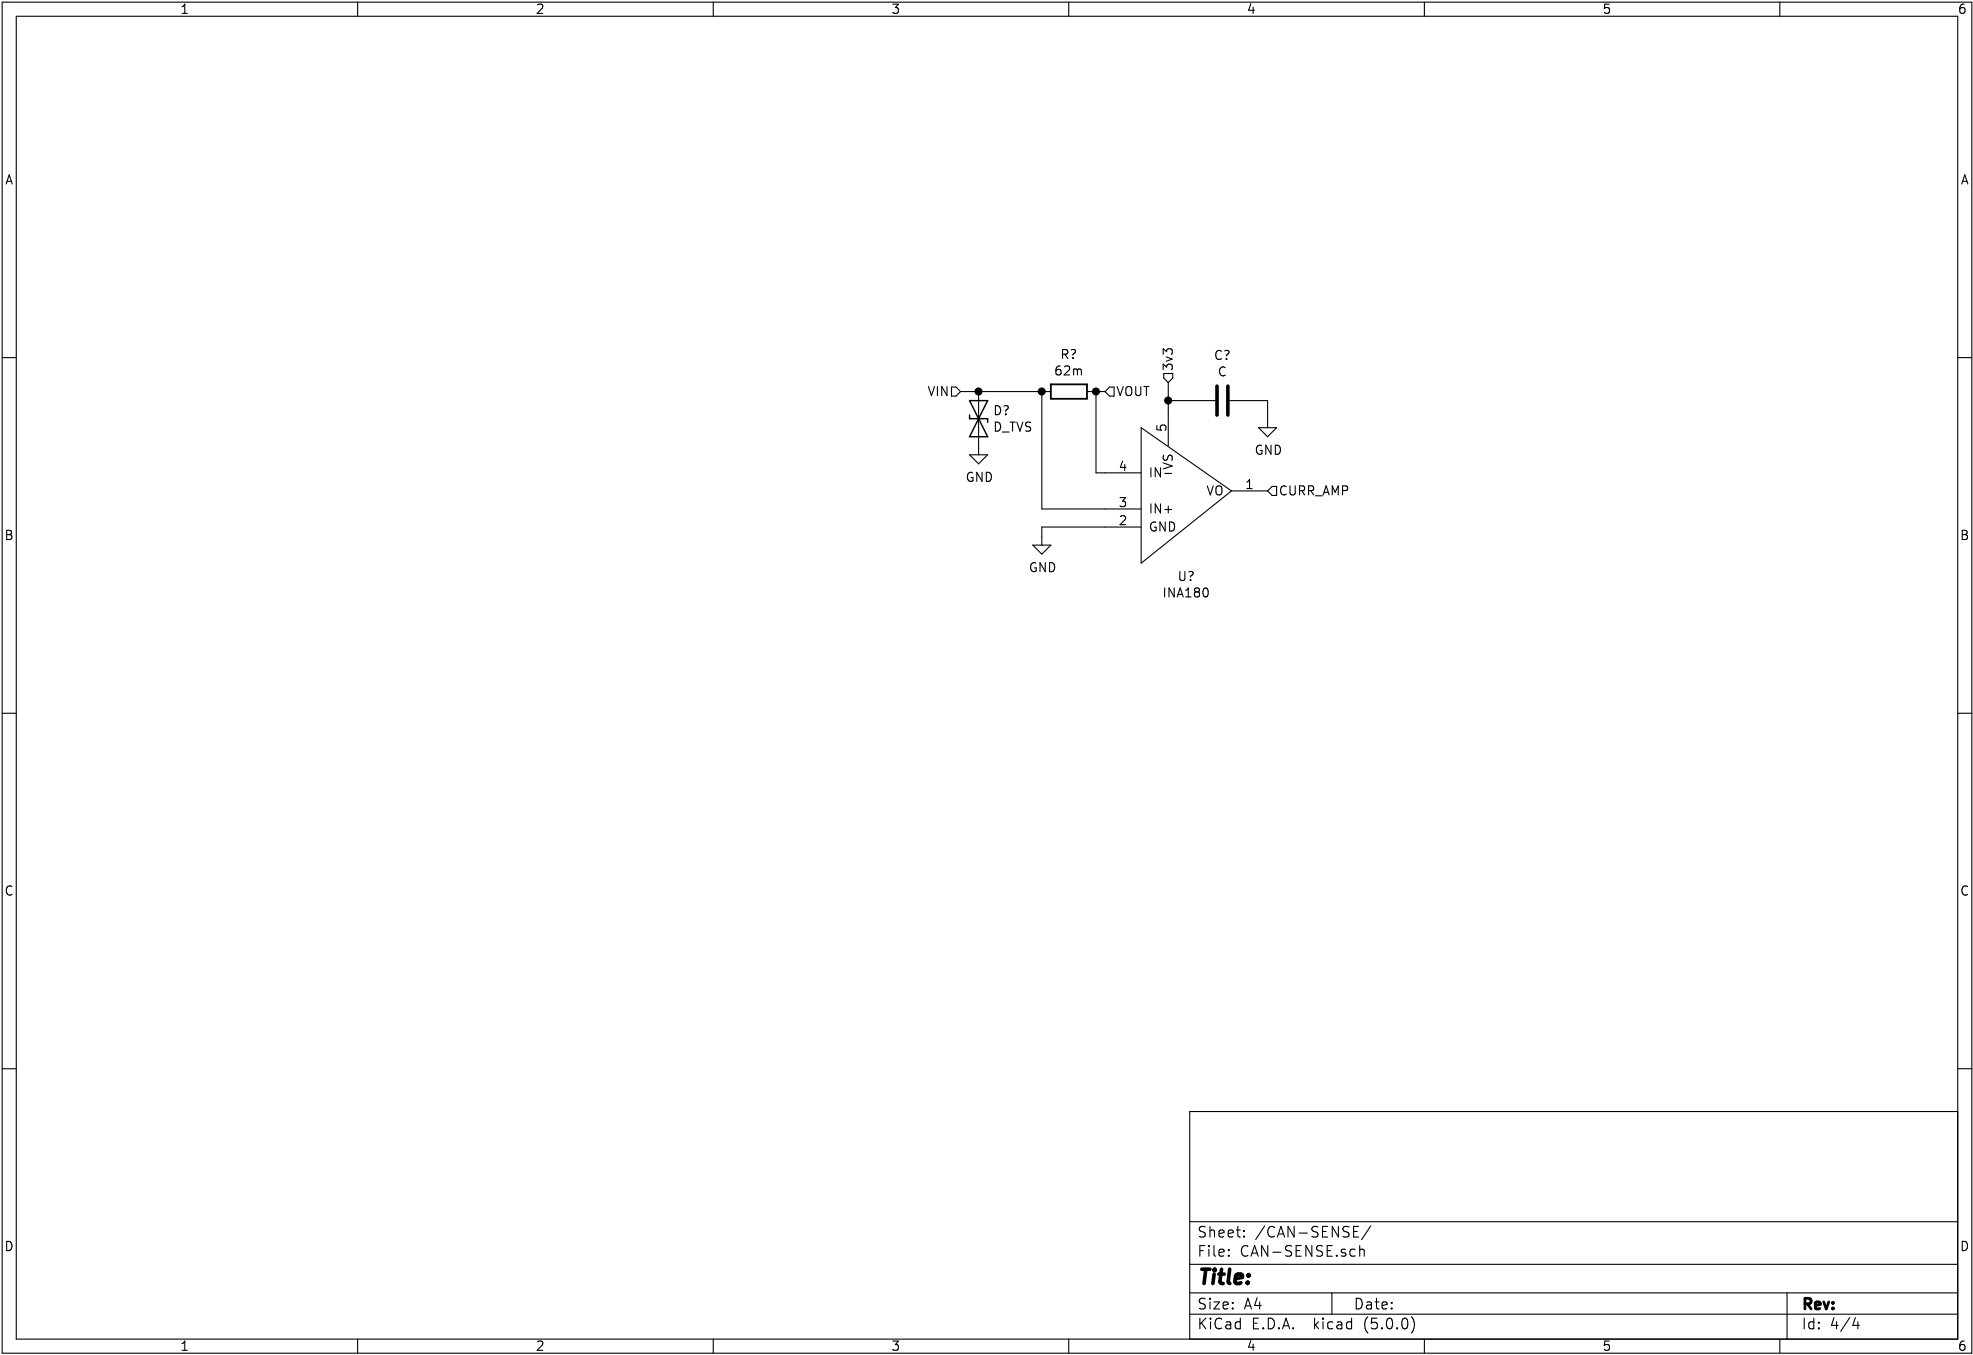 1 2 3 4 5 6
A A
R?
62m
3v3
C?
C
VIN
VOUT
D?
D_TVS
GND
5
GND
4 IN-
VS
VO 1 CURR_AMP
3 IN+
2 GND
GND
U?
INA180
B B
C C
D D
Sheet: /CAN-SENSE/
File: CAN-SENSE.sch
Title:
Size: A4 Date: Rev:
KiCad E.D.A. kicad (5.0.0) Id: 4/4
1 2 3 4 5 6